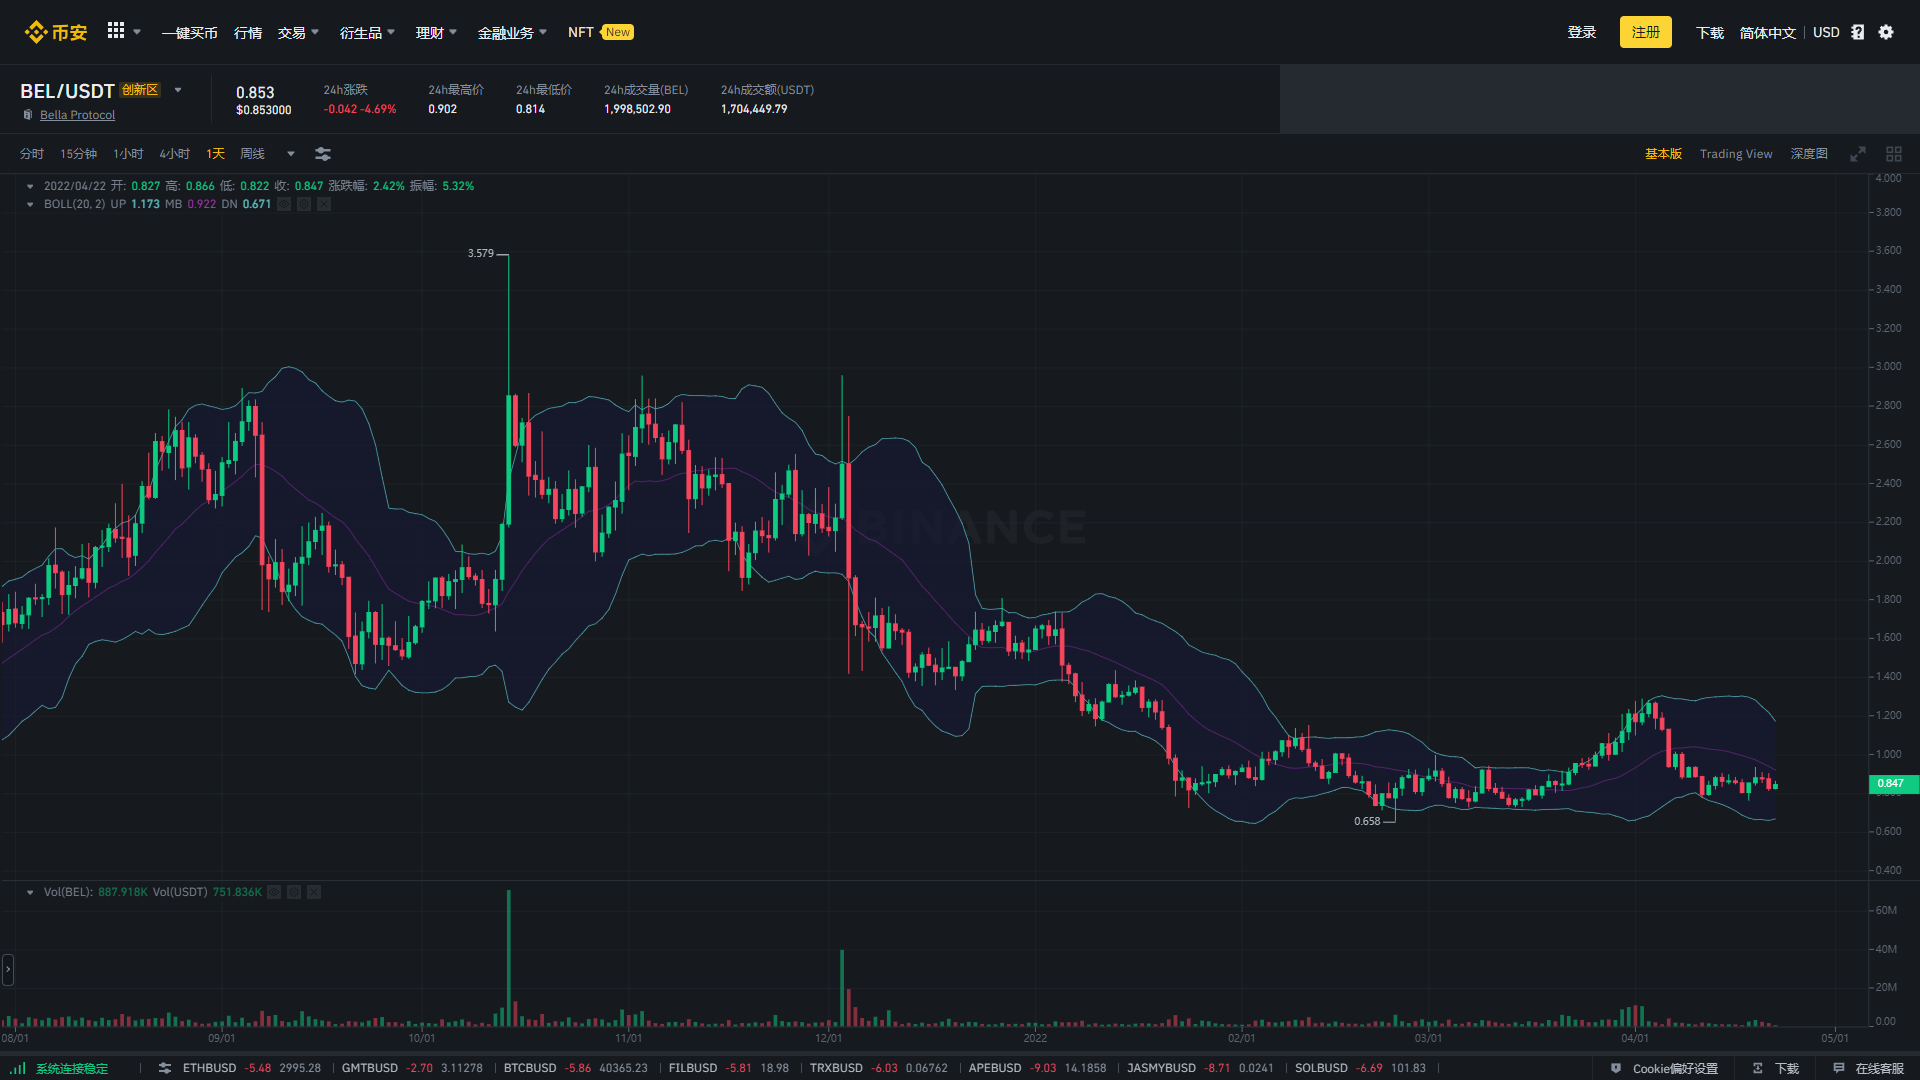 币安 一键买币 行情 交易 衍生品 理财 金融业务 NFT New 登录 注册 下载 简体中文 USD
BEL/USDT 创新区
Bella Protocol
0.853
$0.853000
24h涨跌
-0.042 -4.69%
24h最高价
0.902
24h最低价
0.814
24h成交量(BEL)
1,998,502.90
24h成交额(USDT)
1,704,449.79
分时 15分钟 1小时 4小时 1天 周线 基本版 Trading View 深度图
2022/04/22 开: 0.827 高: 0.866 低: 0.822 收: 0.847 涨跌幅: 2.42% 振幅: 5.32%
BOLL(20, 2) UP 1.173 MB 0.922 DN 0.671
4.000
3.800
3.600
3.400
3.200
3.000
2.800
2.600
2.400
2.200
2.000
1.800
1.600
1.400
1.200
1.000
0.847
0.600
0.400
3.579
0.658
BINANCE
Vol(BEL): 887.918K Vol(USDT) 751.836K
60M
40M
20M
0.00
08/01 09/01 10/01 11/01 12/01 2022 02/01 03/01 04/01 05/01
系统连接稳定 ETHBUSD -5.48 2995.28 GMTBUSD -2.70 3.11278 BTCBUSD -5.86 40365.23 FILBUSD -5.81 18.98 TRXBUSD -6.03 0.06762 APEBUSD -9.03 14.1858 JASMYBUSD -8.71 0.0241 SOLBUSD -6.69 101.83 Cookie偏好设置 下载 在线客服